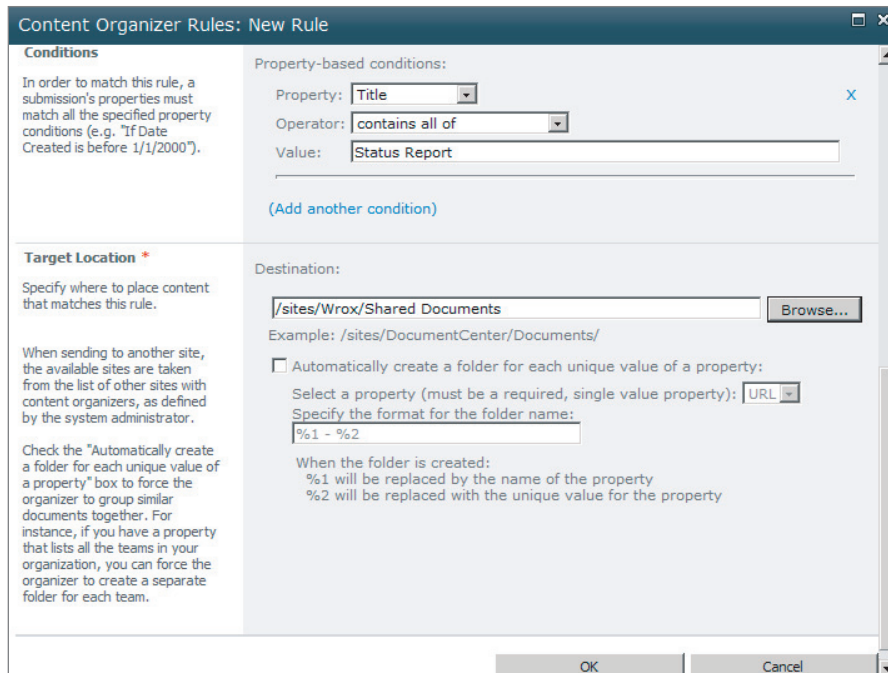 Content Organizer Rules: New Rule
Conditions
In order to match this rule, a
submission's properties must
match all the specified property
conditions (e.g. "If Date
Created is before 1/1/2000").
Property-based conditions:
Property: Title
X
Operator: contains all of
Value: Status Report
(Add another condition)
Target Location *
Specify where to place content
that matches this rule.
When sending to another site,
the available sites are taken
from the list of other sites with
content organizers, as defined
by the system administrator.
Check the "Automatically create
a folder for each unique value of
a property" box to force the
organizer to group similar
documents together. For
instance, if you have a property
that lists all the teams in your
organization, you can force the
organizer to create a separate
folder for each team.
Destination:
/sites/Wrox/Shared Documents
Browse...
Example: /sites/DocumentCenter/Documents/
Automatically create a folder for each unique value of a property:
Select a property (must be a required, single value property): URL
Specify the format for the folder name:
%1 - %2
When the folder is created:
%1 will be replaced by the name of the property
%2 will be replaced with the unique value for the property
OK
Cancel